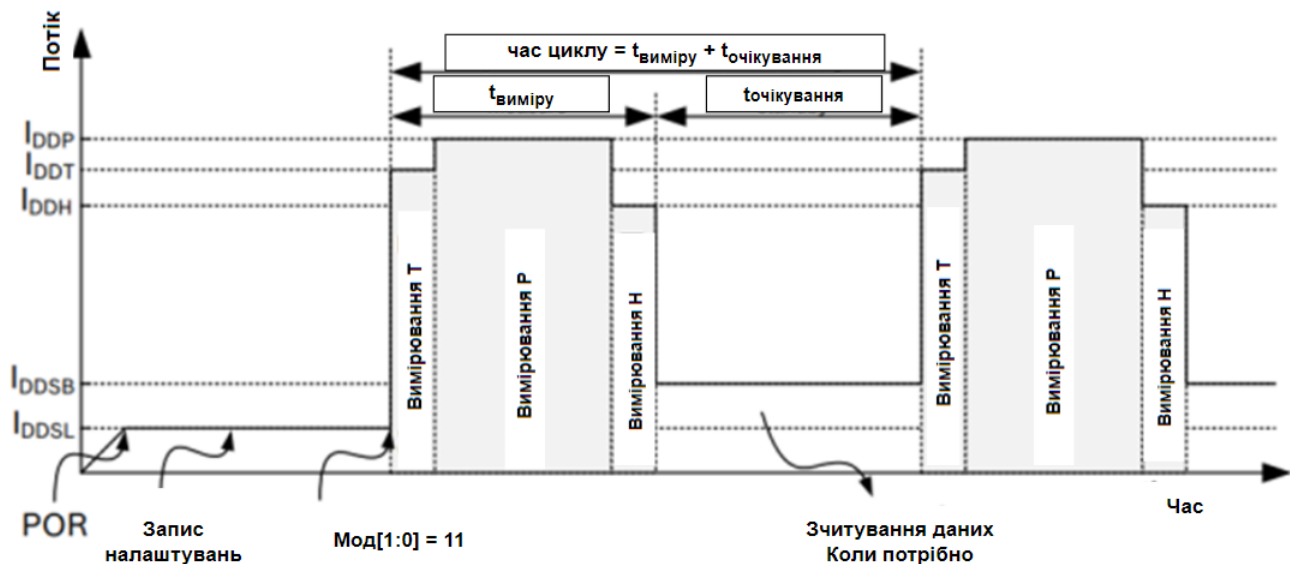 Потік
час циклу = tвиміру + tочікування
tвиміру
tочікування
IDDP
IDDT
IDDH
IDDSB
IDDSL
Вимірювання T
Вимірювання P
Вимірювання H
Вимірювання T
Вимірювання P
Вимірювання H
POR
Запис
налаштувань
Мод[1:0] = 11
Зчитування даних
Коли потрібно
Час